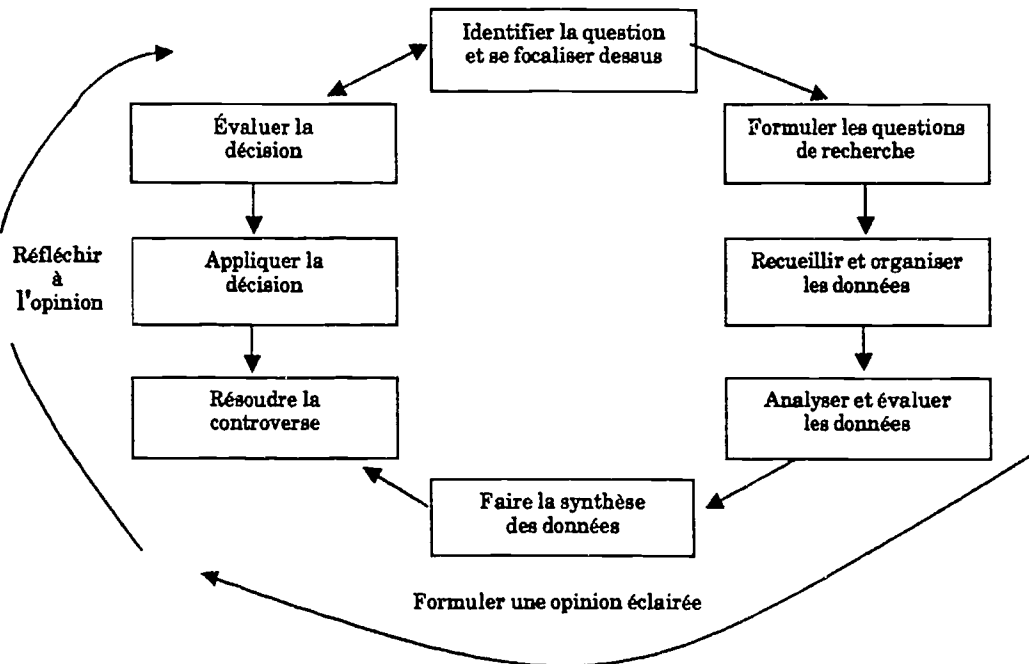 Identifier la question
et se focaliser dessus
Évaluer la
décision
Formuler les questions
de recherche
Réfléchir
à
l'opinion
Appliquer la
décision
Recueillir et organiser
les données
Résoudre la
controverse
Analyser et évaluer
les données
Faire la synthèse
des données
Formuler une opinion éclairée